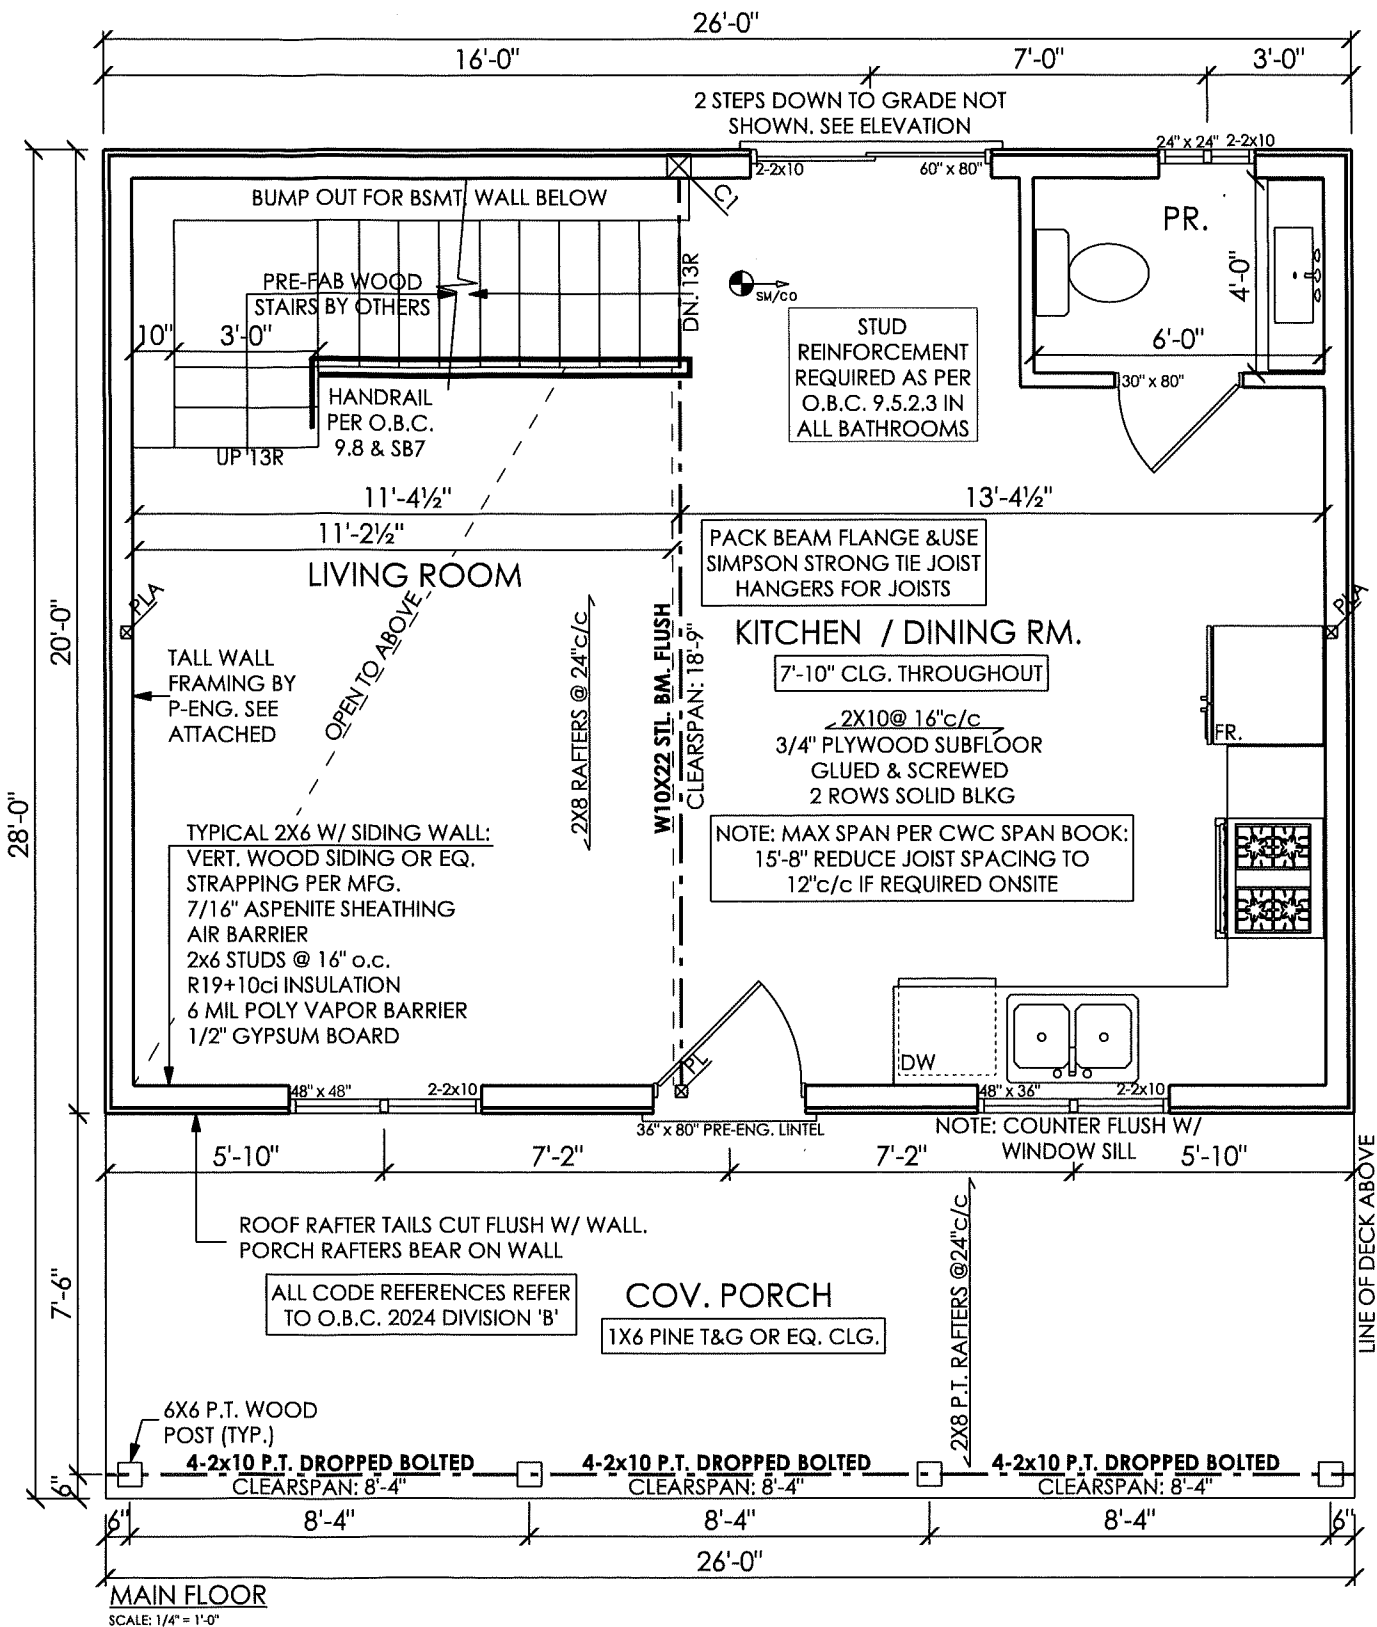 26'-0"
16'-0"
7'-0"
3'-0"
2 STEPS DOWN TO GRADE NOT
SHOWN. SEE ELEVATION
24" x 24"
2-2x10
2-2x10
60" x 80"
BUMP OUT FOR BSMT. WALL BELOW
C1
PR.
PRE-FAB WOOD
STAIRS BY OTHERS
DN. 13R
SM/CO
4'-0"
10"
3'-0"
STUD
REINFORCEMENT
REQUIRED AS PER
O.B.C. 9.5.2.3 IN
ALL BATHROOMS
6'-0"
30" x 80"
HANDRAIL
PER O.B.C.
9.8 & SB7
UP 13R
11'-4½"
13'-4½"
11'-2½"
PACK BEAM FLANGE &USE
SIMPSON STRONG TIE JOIST
HANGERS FOR JOISTS
LIVING ROOM
PLA
PLA
KITCHEN / DINING RM.
7'-10" CLG. THROUGHOUT
20'-0"
28'-0"
TALL WALL
FRAMING BY
P-ENG. SEE
ATTACHED
OPEN TO ABOVE
2X8 RAFTERS @ 24"c/c
W10X22 STL. BM. FLUSH
CLEARSPAN: 18'-9"
2X10@ 16"c/c
3/4" PLYWOOD SUBFLOOR
GLUED & SCREWED
2 ROWS SOLID BLKG
FR.
NOTE: MAX SPAN PER CWC SPAN BOOK:
15'-8" REDUCE JOIST SPACING TO
12"c/c IF REQUIRED ONSITE
TYPICAL 2X6 W/ SIDING WALL:
VERT. WOOD SIDING OR EQ.
STRAPPING PER MFG.
7/16" ASPENITE SHEATHING
AIR BARRIER
2x6 STUDS @ 16" o.c.
R19+10ci INSULATION
6 MIL POLY VAPOR BARRIER
1/2" GYPSUM BOARD
DW
PL
48" x 48"
2-2x10
48" x 36"
2-2x10
36" x 80" PRE-ENG. LINTEL
NOTE: COUNTER FLUSH W/
WINDOW SILL
5'-10"
7'-2"
7'-2"
5'-10"
LINE OF DECK ABOVE
ROOF RAFTER TAILS CUT FLUSH W/ WALL.
PORCH RAFTERS BEAR ON WALL
ALL CODE REFERENCES REFER
TO O.B.C. 2024 DIVISION 'B'
COV. PORCH
1X6 PINE T&G OR EQ. CLG.
2X8 P.T. RAFTERS @24"c/c
7'-6"
6X6 P.T. WOOD
POST (TYP.)
4-2x10 P.T. DROPPED BOLTED
CLEARSPAN: 8'-4"
4-2x10 P.T. DROPPED BOLTED
CLEARSPAN: 8'-4"
4-2x10 P.T. DROPPED BOLTED
CLEARSPAN: 8'-4"
6"
6"
8'-4"
8'-4"
8'-4"
6"
26'-0"
MAIN FLOOR
SCALE: 1/4" = 1'-0"